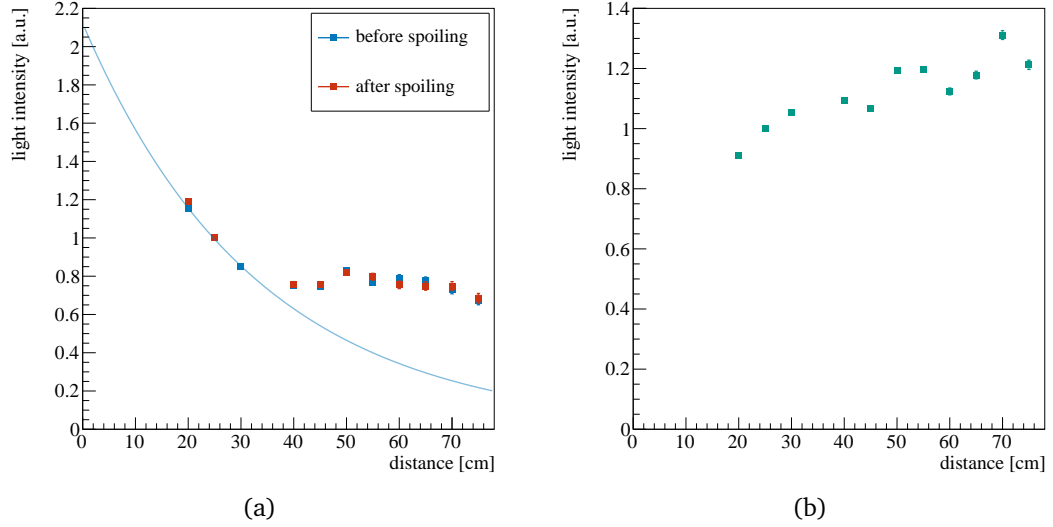 light intensity [a.u.]
2.2
2
1.8
1.6
1.4
1.2
1
0.8
0.6
0.4
0.2
0
0 10 20 30 40 50 60 70
distance [cm]
before spoiling
after spoiling
(a)
light intensity [a.u.]
1.4
1.2
1
0.8
0.6
0.4
0.2
0
0 10 20 30 40 50 60 70
distance [cm]
(b)